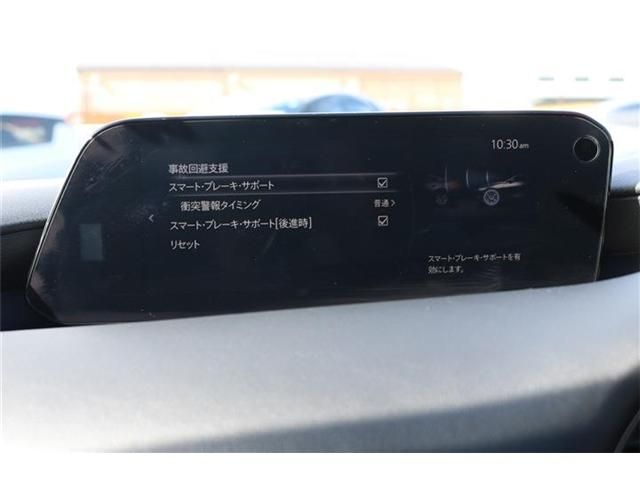 10:30 am
事故回避支援
スマート・ブレーキ・サポート
衝突警報タイミング 普通
スマート・ブレーキ・サポート[後進時]
リセット
スマート・ブレーキ・サポートを有
効にします。